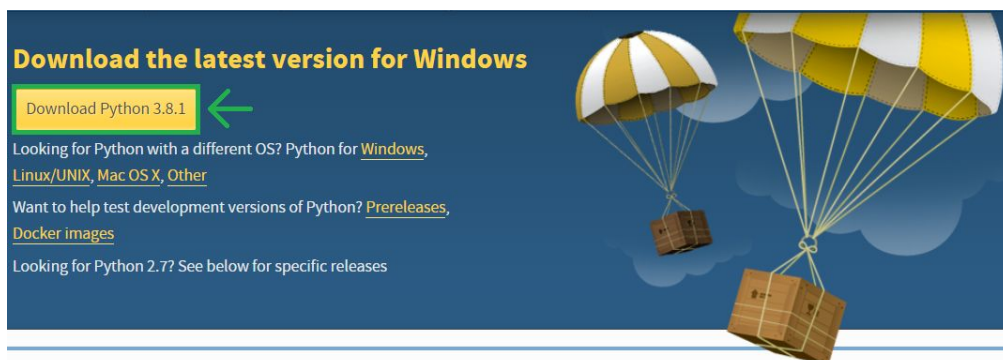 Download the latest version for Windows
Download Python 3.8.1
Looking for Python with a different OS? Python for Windows,
Linux/UNIX, Mac OS X, Other
Want to help test development versions of Python? Prereleases,
Docker images
Looking for Python 2.7? See below for specific releases